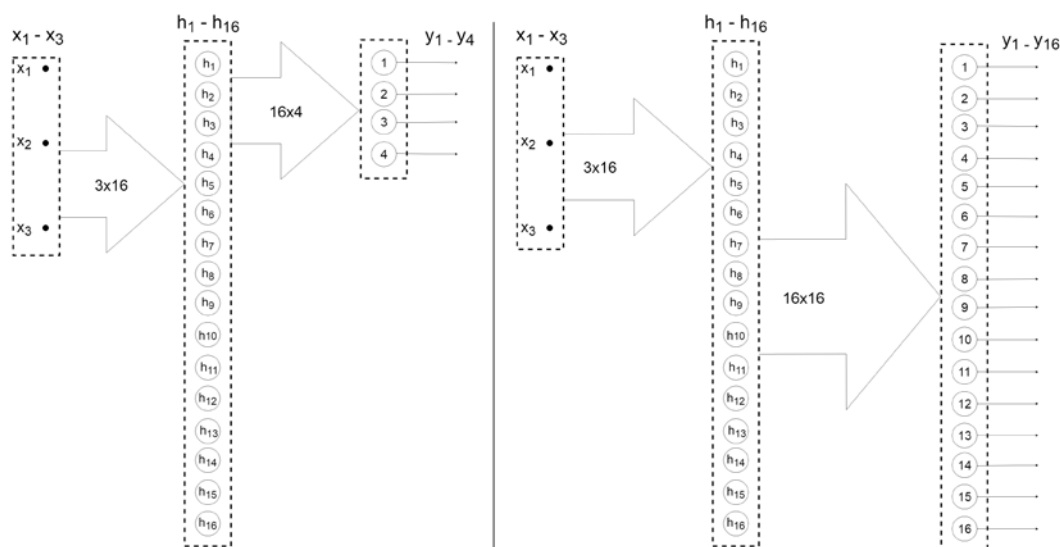 x1 - x3
h1 - h16
y1 - y4
x1
x2
x3
3x16
h1
h2
h3
h4
h5
h6
h7
h8
h9
h10
h11
h12
h13
h14
h15
h16
16x4
1
2
3
4
x1 - x3
h1 - h16
y1 - y16
x1
x2
x3
3x16
h1
h2
h3
h4
h5
h6
h7
h8
h9
h10
h11
h12
h13
h14
h15
h16
16x16
1
2
3
4
5
6
7
8
9
10
11
12
13
14
15
16